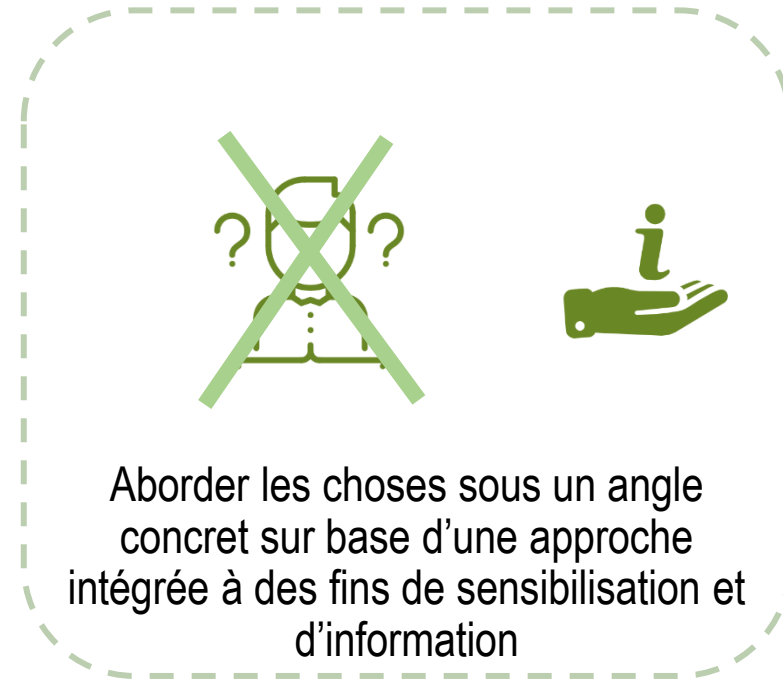 ? ?
i
Aborder les choses sous un angle
concret sur base d’une approche
intégrée à des fins de sensibilisation et
d’information